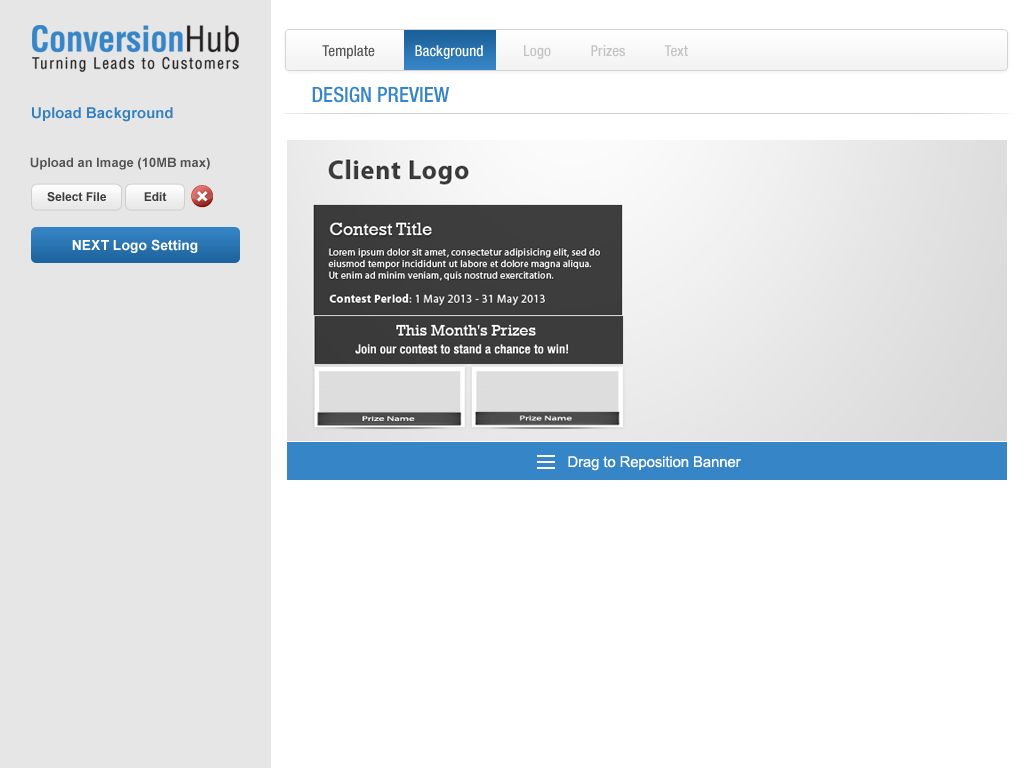 ConversionHub
Turning Leads to Customers
Upload Background
Upload an Image (10MB max)
Select File
Edit
NEXT Logo Setting
Template
Background
Logo
Prizes
Text
DESIGN PREVIEW
Client Logo
Contest Title
Lorem ipsum dolor sit amet, consectetur adipisicing elit, sed do
eiusmod tempor incididunt ut labore et dolore magna aliqua.
Ut enim ad minim veniam, quis nostrud exercitation.
Contest Period: 1 May 2013 - 31 May 2013
This Month's Prizes
Join our contest to stand a chance to win!
Prize Name
Prize Name
Drag to Reposition Banner